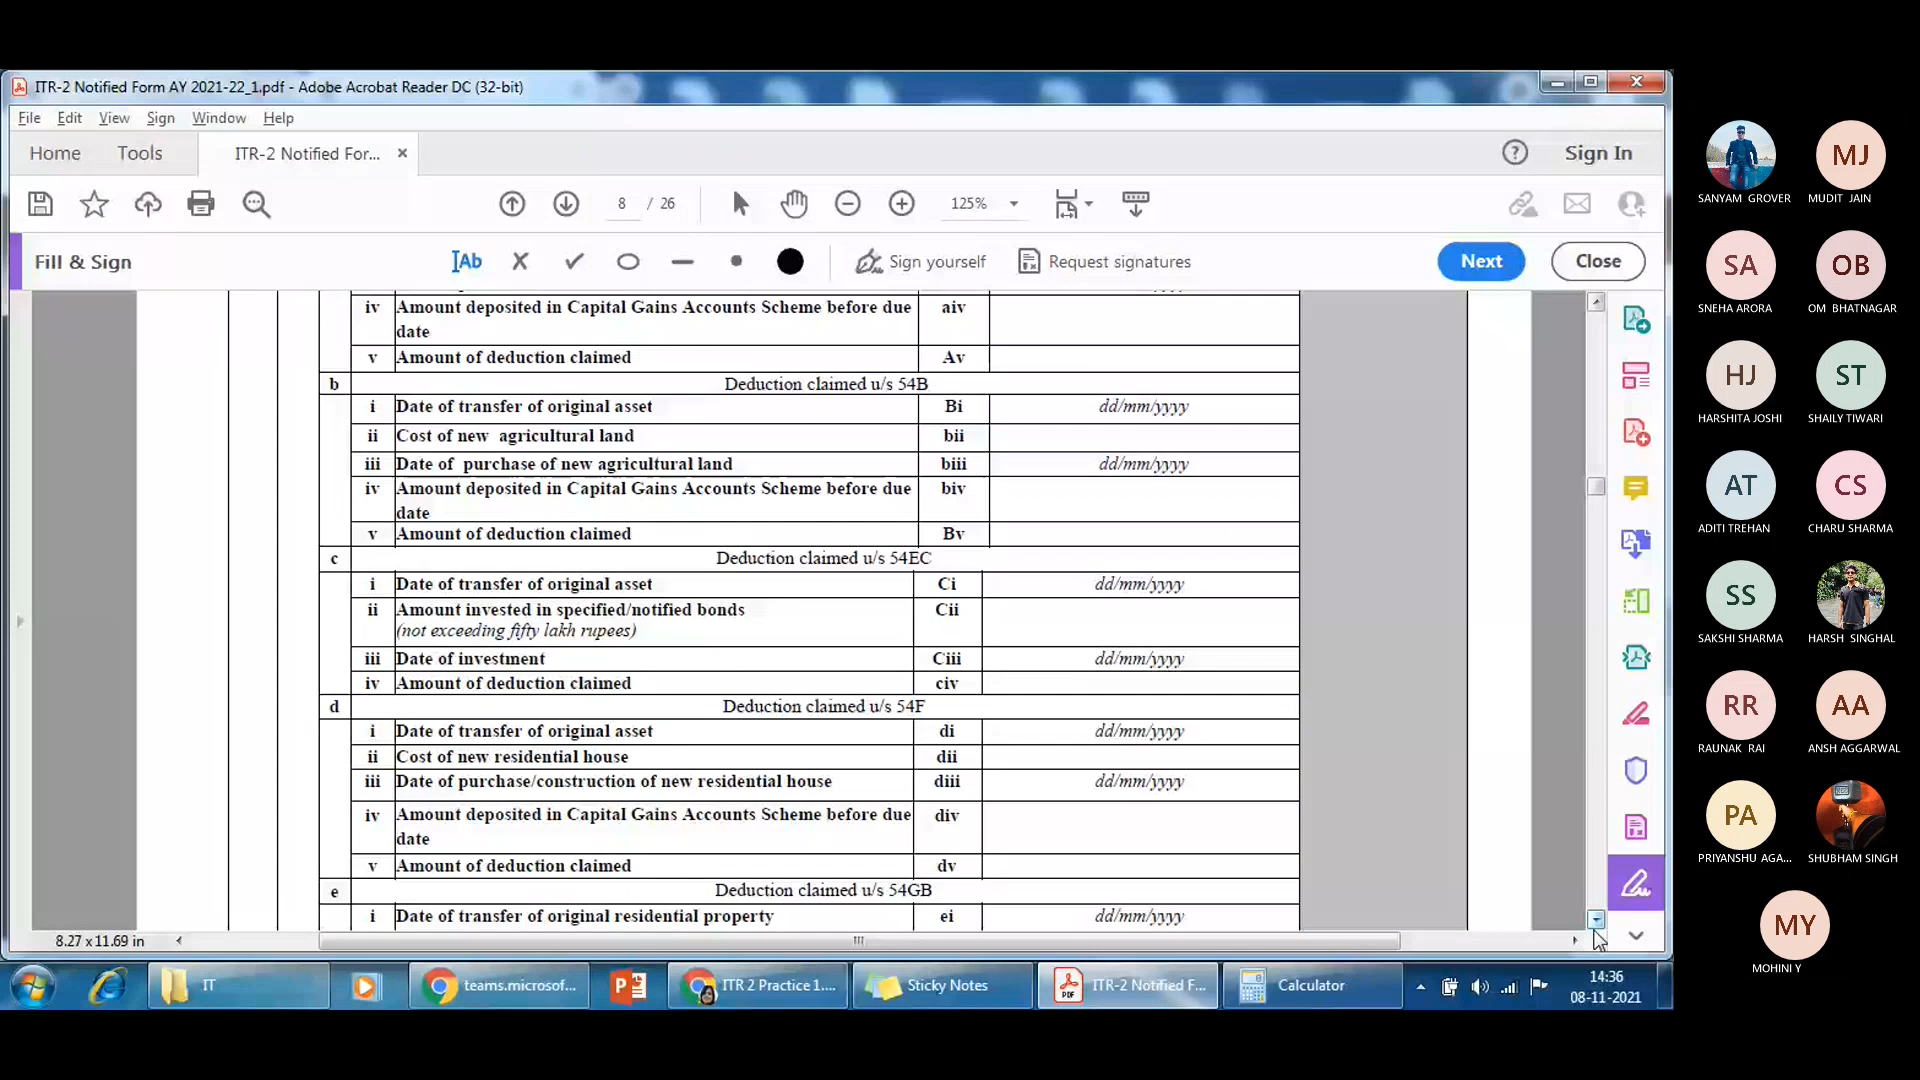 ITR-2 Notified Form AY 2021-22_1.pdf - Adobe Acrobat Reader DC (32-bit)
File Edit View Sign Window Help
Home Tools ITR-2 Notified For... × Sign In
8 / 26 125%
Fill & Sign Ab Sign yourself Request signatures Next Close
iv Amount deposited in Capital Gains Accounts Scheme before due aiv
date
v Amount of deduction claimed Av
b Deduction claimed u/s 54B
i Date of transfer of original asset Bi dd/mm/yyyy
ii Cost of new agricultural land bii
iii Date of purchase of new agricultural land biii dd/mm/yyyy
iv Amount deposited in Capital Gains Accounts Scheme before due biv
date
v Amount of deduction claimed Bv
c Deduction claimed u/s 54EC
i Date of transfer of original asset Ci dd/mm/yyyy
ii Amount invested in specified/notified bonds Cii
(not exceeding fifty lakh rupees)
iii Date of investment Ciii dd/mm/yyyy
iv Amount of deduction claimed civ
d Deduction claimed u/s 54F
i Date of transfer of original asset di dd/mm/yyyy
ii Cost of new residential house dii
iii Date of purchase/construction of new residential house diii dd/mm/yyyy
iv Amount deposited in Capital Gains Accounts Scheme before due div
date
v Amount of deduction claimed dv
e Deduction claimed u/s 54GB
i Date of transfer of original residential property ei dd/mm/yyyy
8.27 x 11.69 in
IT teams.microsof... ITR 2 Practice 1.... Sticky Notes PDF ITR-2 Notified F... Calculator 14:36
08-11-2021
MJ
SANYAM GROVER MUDIT JAIN
SA OB
SNEHA ARORA OM BHATNAGAR
HJ ST
HARSHITA JOSHI SHAILY TIWARI
AT CS
ADITI TREHAN CHARU SHARMA
SS
SAKSHI SHARMA HARSH SINGHAL
RR AA
RAUNAK RAI ANSH AGGARWAL
PA
PRIYANSHU AGA... SHUBHAM SINGH
MY
MOHINI Y